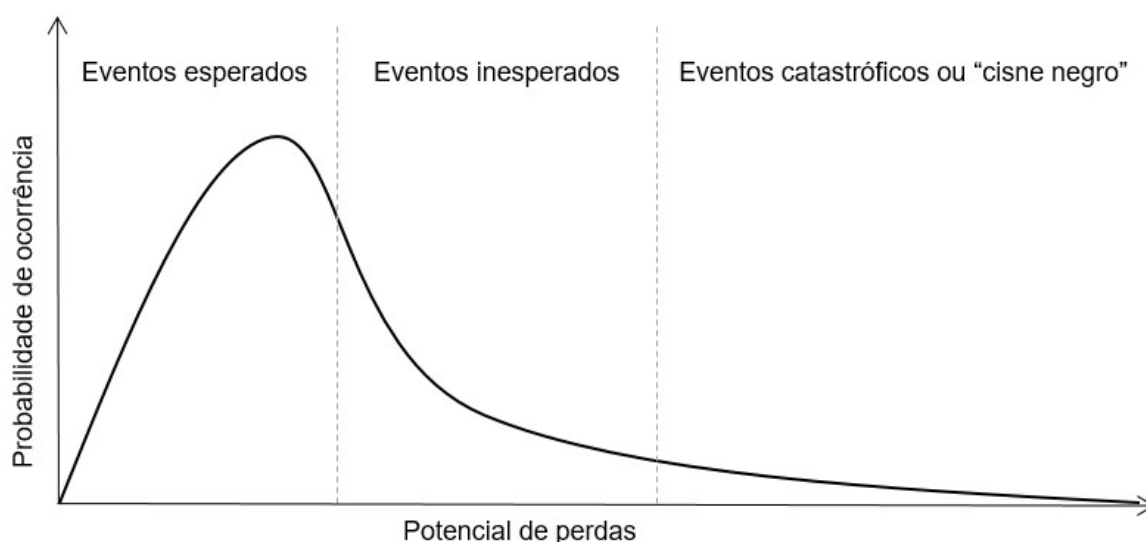 Eventos esperados
Eventos inesperados
Eventos catastróficos ou “cisne negro”
Probabilidade de ocorrência
Potencial de perdas